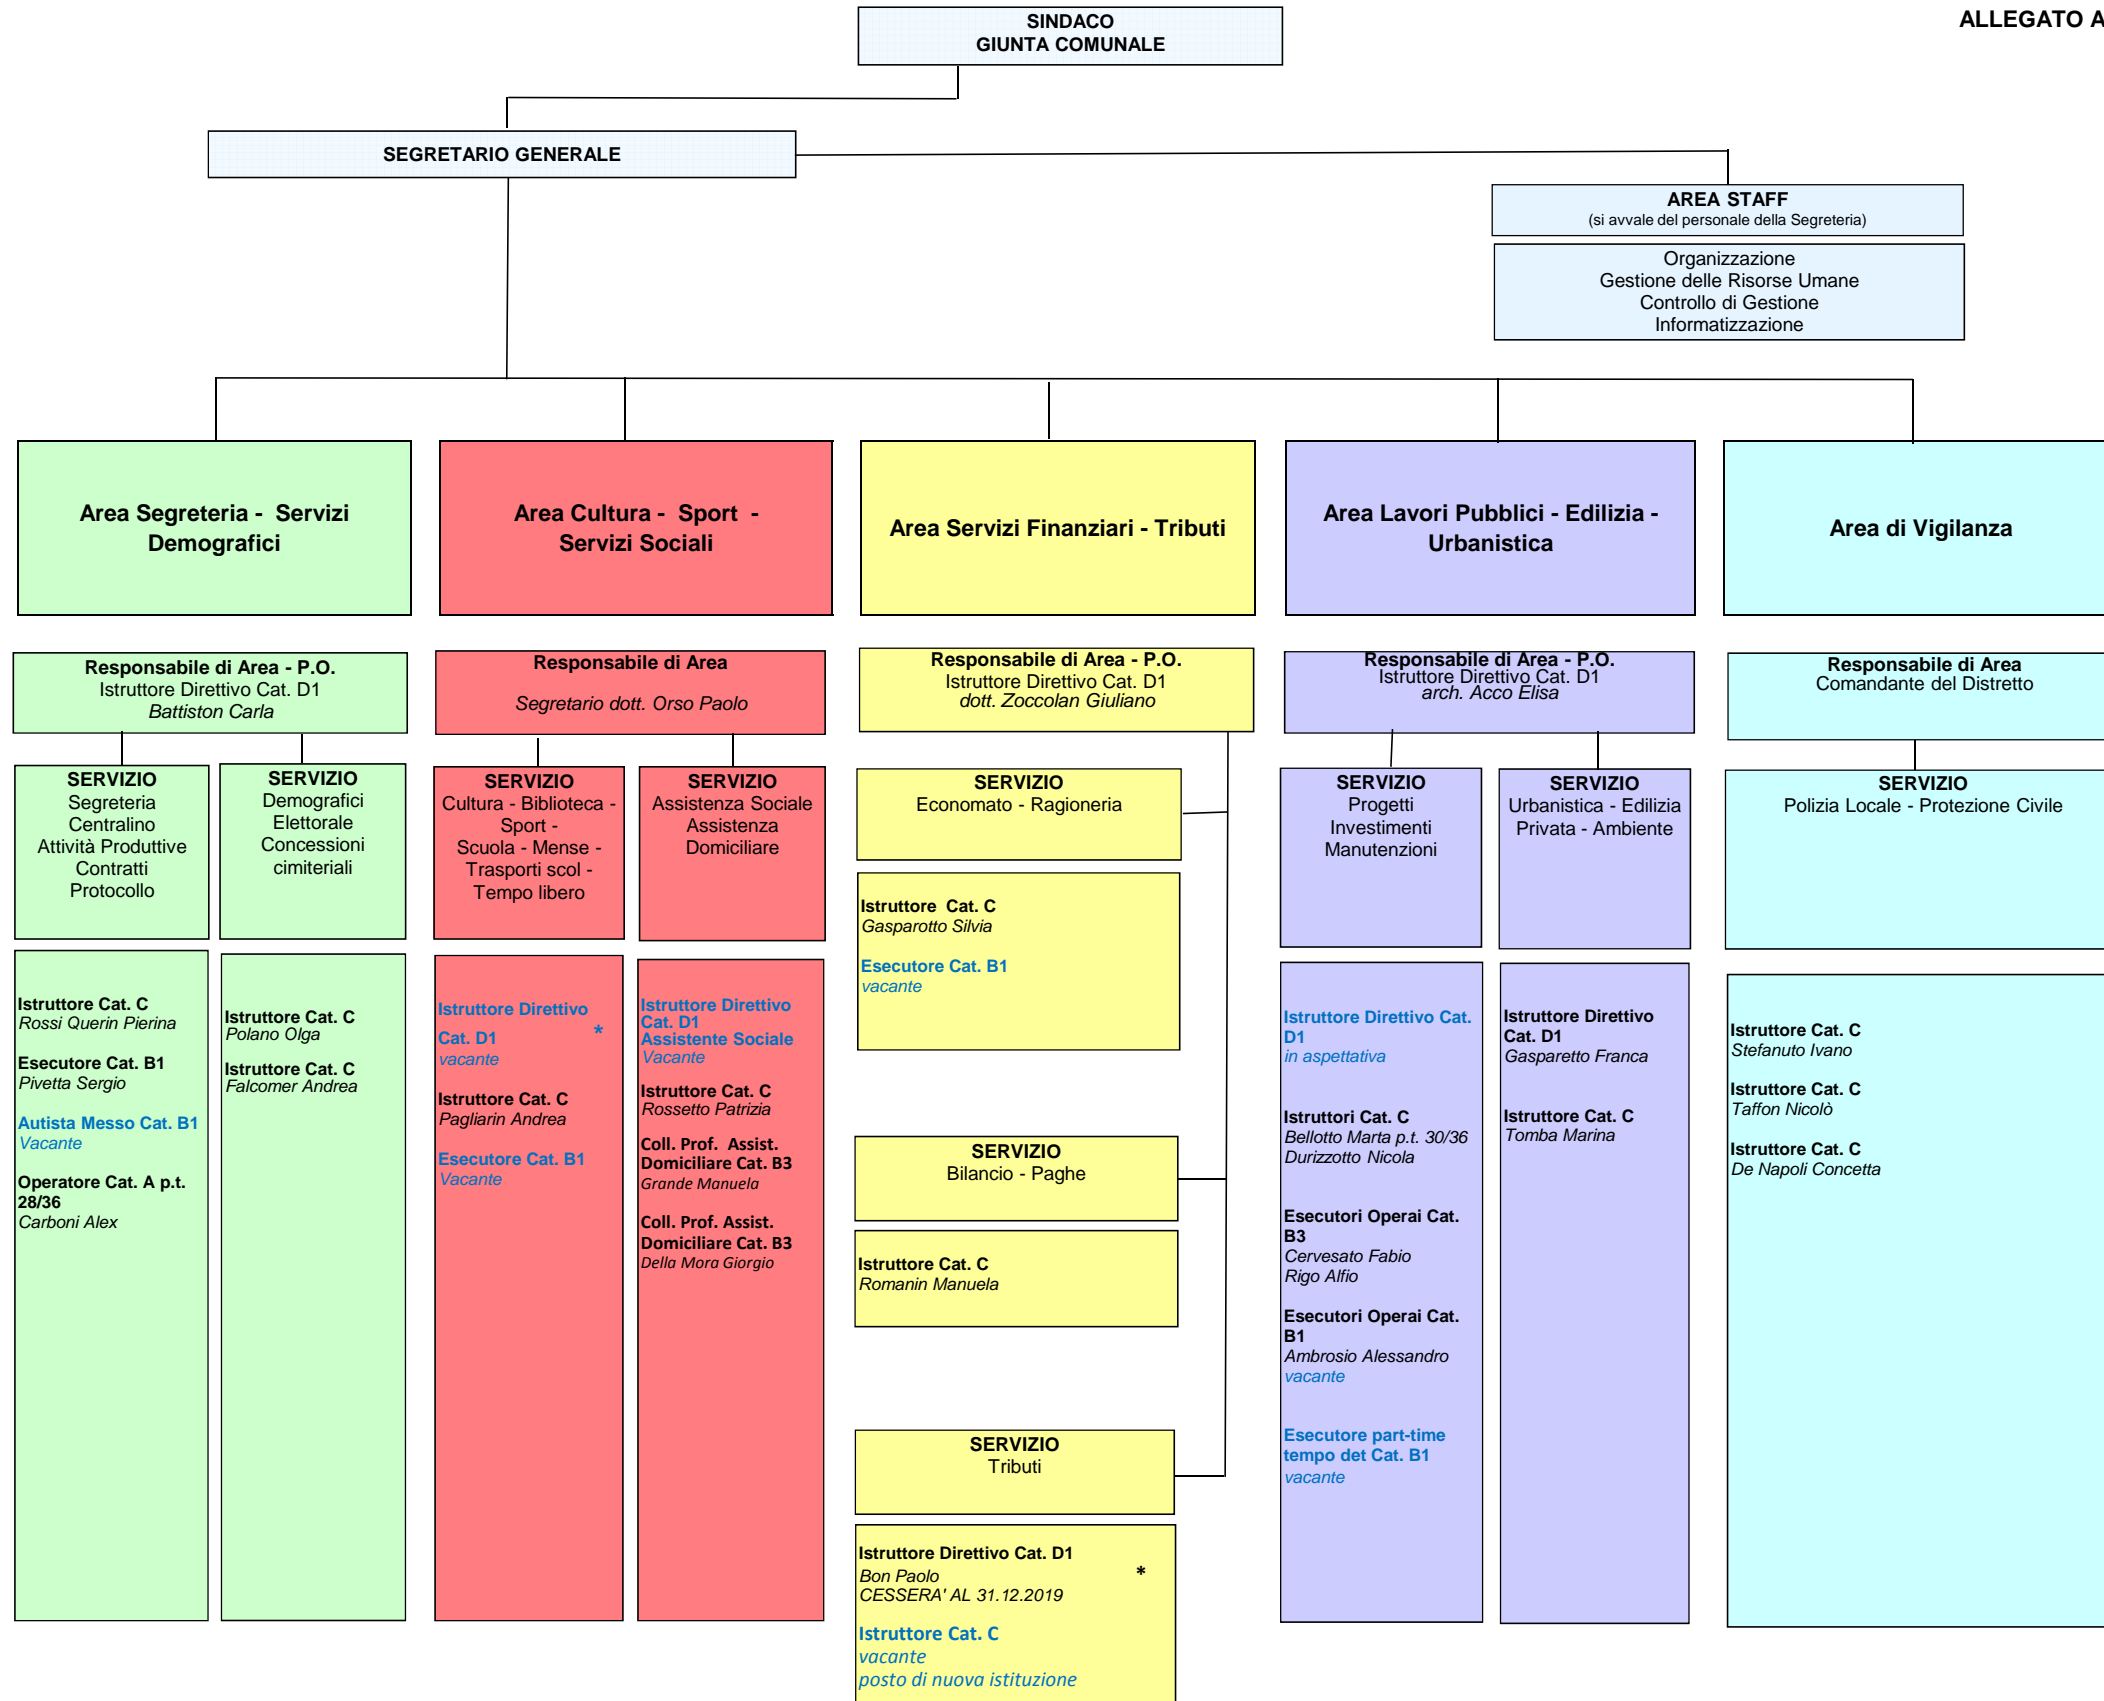 ALLEGATO A
SINDACO
GIUNTA COMUNALE
SEGRETARIO GENERALE
AREA STAFF
(si avvale del personale della Segreteria)
Organizzazione
Gestione delle Risorse Umane
Controllo di Gestione
Informatizzazione
Area Segreteria - Servizi
Demografici
Area Cultura - Sport -
Servizi Sociali
Area Servizi Finanziari - Tributi
Area Lavori Pubblici - Edilizia -
Urbanistica
Area di Vigilanza
Responsabile di Area - P.O.
Istruttore Direttivo Cat. D1
Battiston Carla
Responsabile di Area
Segretario dott. Orso Paolo
Responsabile di Area - P.O.
Istruttore Direttivo Cat. D1
dott. Zoccolan Giuliano
Responsabile di Area - P.O.
Istruttore Direttivo Cat. D1
arch. Acco Elisa
Responsabile di Area
Comandante del Distretto
SERVIZIO
Segreteria
Centralino
Attività Produttive
Contratti
Protocollo
SERVIZIO
Demografici
Elettorale
Concessioni
cimiteriali
SERVIZIO
Cultura - Biblioteca -
Sport -
Scuola - Mense -
Trasporti scol -
Tempo libero
SERVIZIO
Assistenza Sociale
Assistenza
Domiciliare
SERVIZIO
Economato - Ragioneria
SERVIZIO
Progetti
Investimenti
Manutenzioni
SERVIZIO
Urbanistica - Edilizia
Privata - Ambiente
SERVIZIO
Polizia Locale - Protezione Civile
Istruttore Cat. C
Rossi Querin Pierina
Esecutore Cat. B1
Pivetta Sergio
Autista Messo Cat. B1
Vacante
Operatore Cat. A p.t.
28/36
Carboni Alex
Istruttore Cat. C
Polano Olga
Istruttore Cat. C
Falcomer Andrea
Istruttore Direttivo
Cat. D1 *
vacante
Istruttore Cat. C
Pagliarin Andrea
Esecutore Cat. B1
Vacante
Istruttore Direttivo
Cat. D1
Assistente Sociale
Vacante
Istruttore Cat. C
Rossetto Patrizia
Coll. Prof. Assist.
Domiciliare Cat. B3
Grande Manuela
Coll. Prof. Assist.
Domiciliare Cat. B3
Della Mora Giorgio
Istruttore Cat. C
Gasparotto Silvia
Esecutore Cat. B1
vacante
SERVIZIO
Bilancio - Paghe
Istruttore Cat. C
Romanin Manuela
SERVIZIO
Tributi
Istruttore Direttivo Cat. D1
Bon Paolo *
CESSERA' AL 31.12.2019
Istruttore Cat. C
vacante
posto di nuova istituzione
Istruttore Direttivo Cat.
D1
in aspettativa
Istruttori Cat. C
Bellotto Marta p.t. 30/36
Durizzotto Nicola
Esecutori Operai Cat.
B3
Cervesato Fabio
Rigo Alfio
Esecutori Operai Cat.
B1
Ambrosio Alessandro
vacante
Esecutore part-time
tempo det Cat. B1
vacante
Istruttore Direttivo
Cat. D1
Gasparetto Franca
Istruttore Cat. C
Tomba Marina
Istruttore Cat. C
Stefanuto Ivano
Istruttore Cat. C
Taffon Nicolò
Istruttore Cat. C
De Napoli Concetta